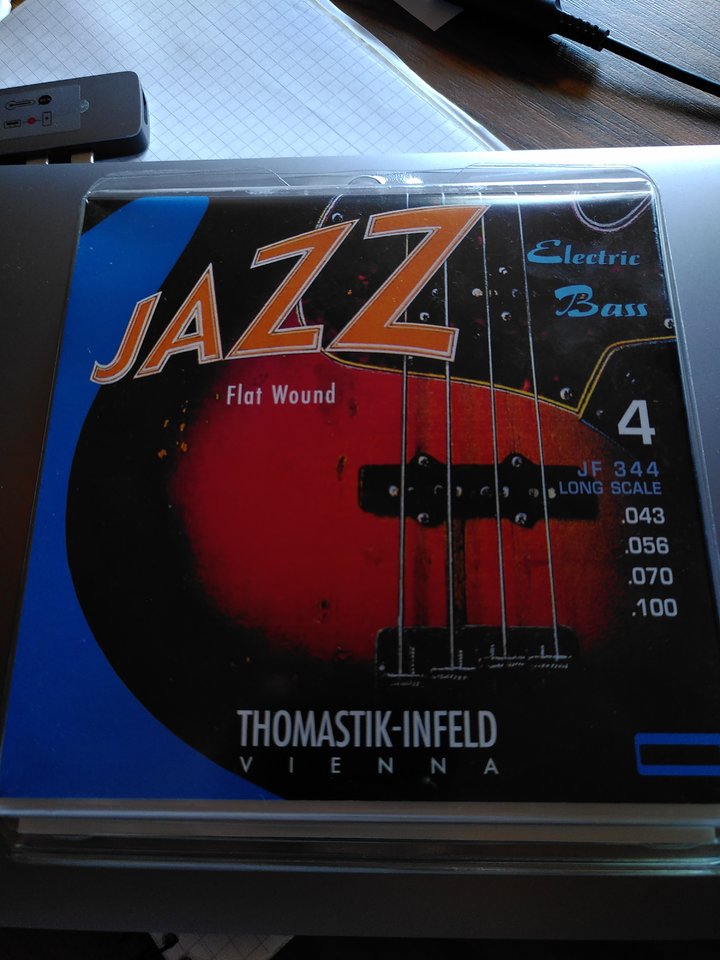 JAZZ
Electric
Bass
Flat Wound
4
JF 344
LONG SCALE
.043
.056
.070
.100
THOMASTIK-INFELD
VIENNA